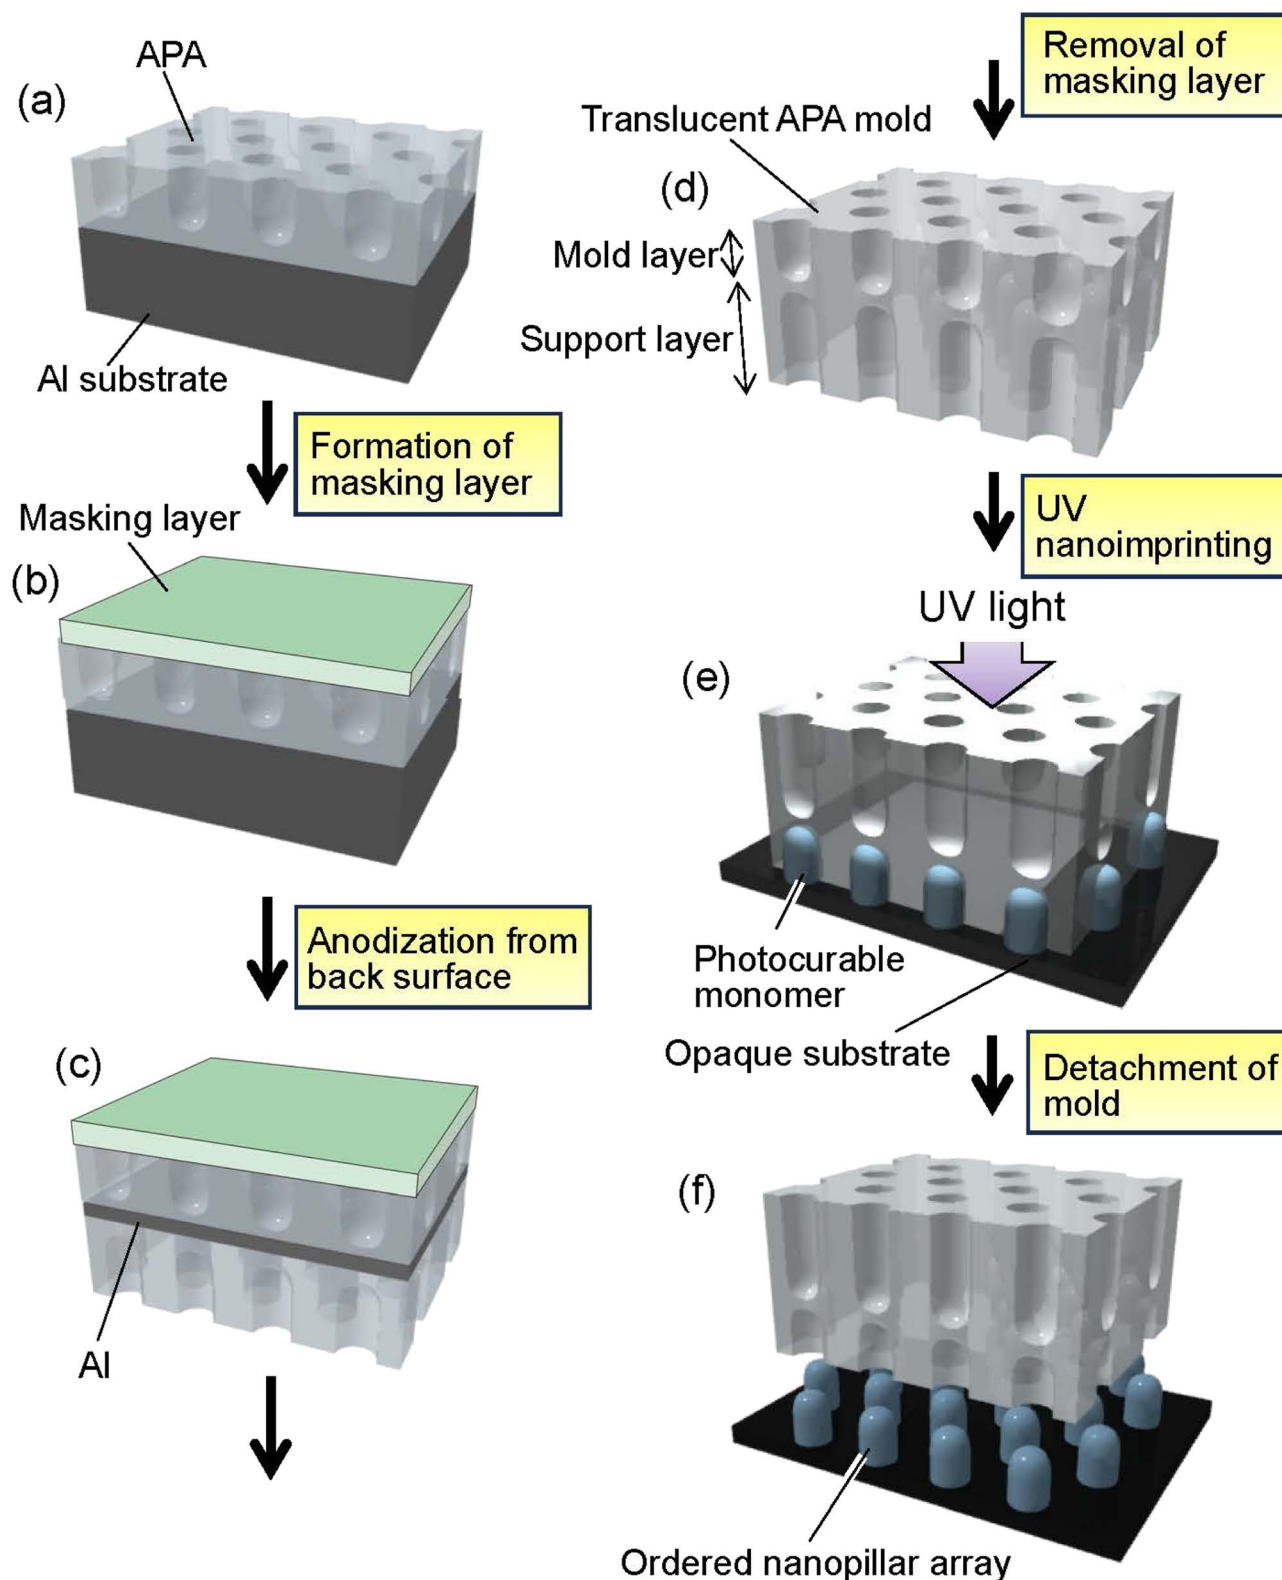 (a)
APA
Al substrate
Formation of
masking layer
Masking layer
(b)
Anodization from
back surface
(c)
Al
Removal of
masking layer
Translucent APA mold
(d)
Mold layer
Support layer
UV
nanoimprinting
UV light
(e)
Photocurable
monomer
Opaque substrate
Detachment of
mold
(f)
Ordered nanopillar array